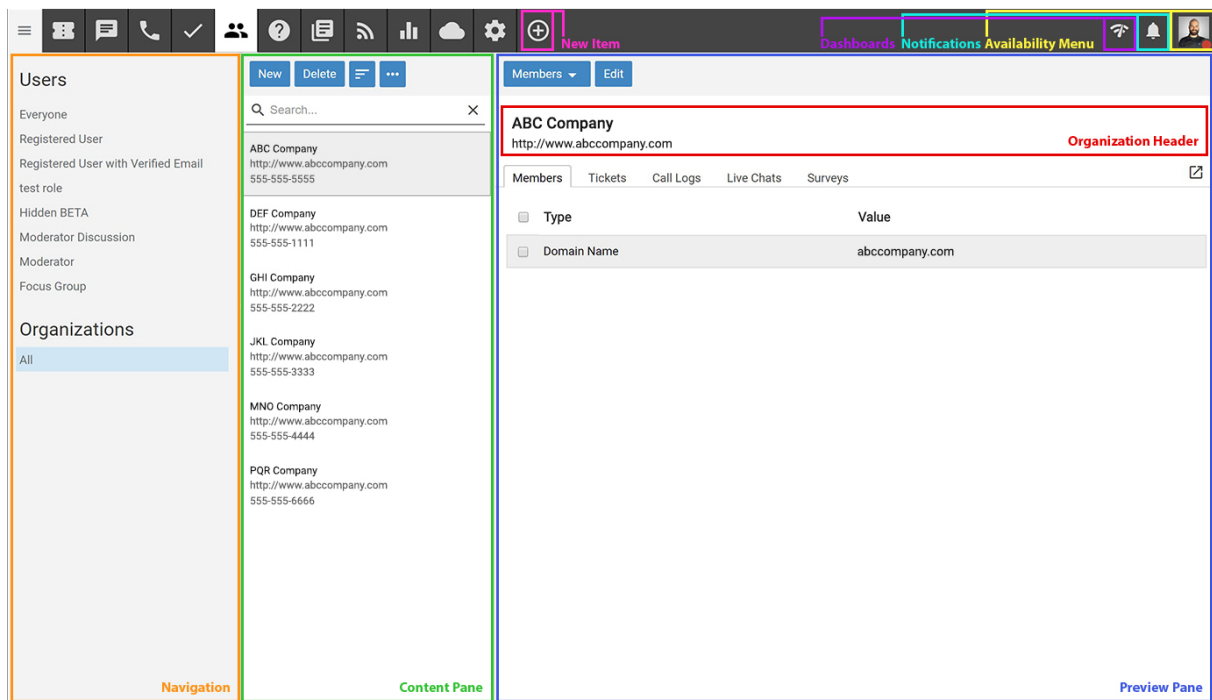 New Item
Dashboards Notifications Availability Menu
Users
Everyone
Registered User
Registered User with Verified Email
test role
Hidden BETA
Moderator Discussion
Moderator
Focus Group
Organizations
All
Navigation
New Delete
Search...
ABC Company
http://www.abccompany.com
555-555-5555
DEF Company
http://www.abccompany.com
555-555-1111
GHI Company
http://www.abccompany.com
555-555-2222
JKL Company
http://www.abccompany.com
555-555-3333
MNO Company
http://www.abccompany.com
555-555-4444
PQR Company
http://www.abccompany.com
555-555-6666
Content Pane
Members Edit
ABC Company
http://www.abccompany.com
Organization Header
Members Tickets Call Logs Live Chats Surveys
Type Value
Domain Name abccompany.com
Preview Pane